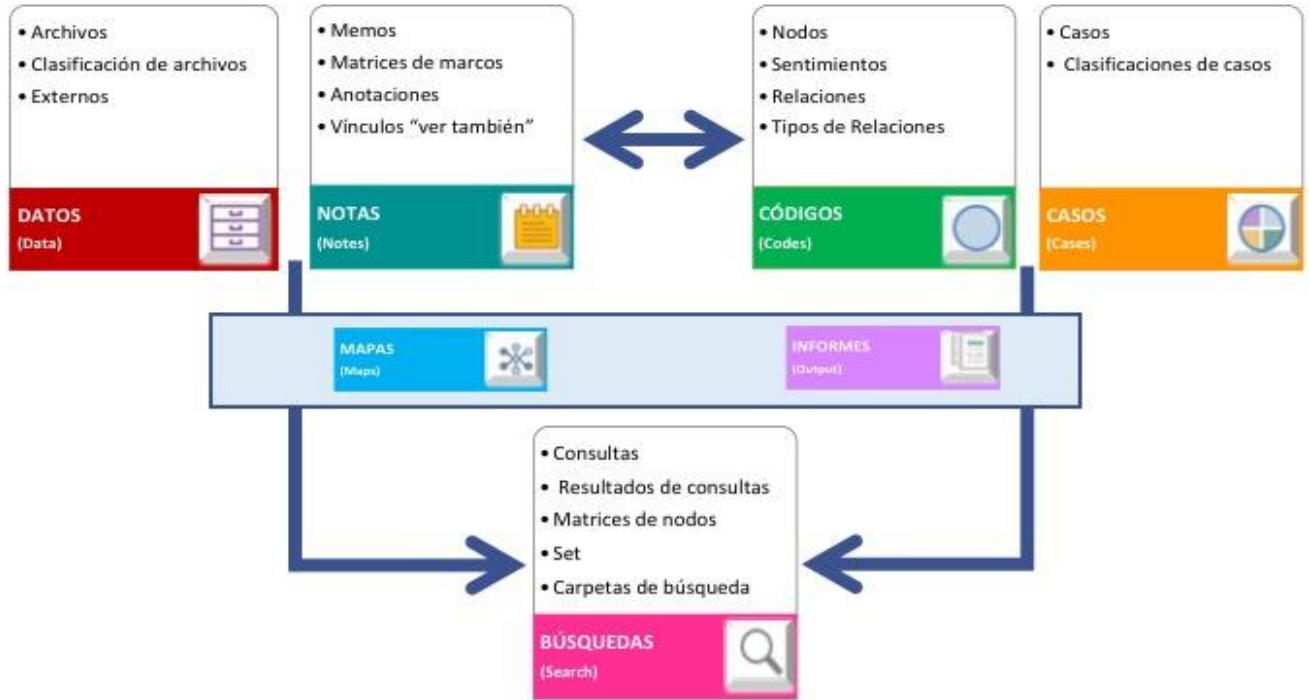 • Archivos
• Clasificación de archivos
• Externos
DATOS
(Data)
• Memos
• Matrices de marcos
• Anotaciones
• Vínculos “ver también”
NOTAS
(Notes)
• Nodos
• Sentimientos
• Relaciones
• Tipos de Relaciones
CÓDIGOS
(Codes)
• Casos
• Clasificaciones de casos
CASOS
(Cases)
MAPAS
(Maps)
INFORMES
(Output)
• Consultas
• Resultados de consultas
• Matrices de nodos
• Set
• Carpetas de búsqueda
BÚSQUEDAS
(Search)